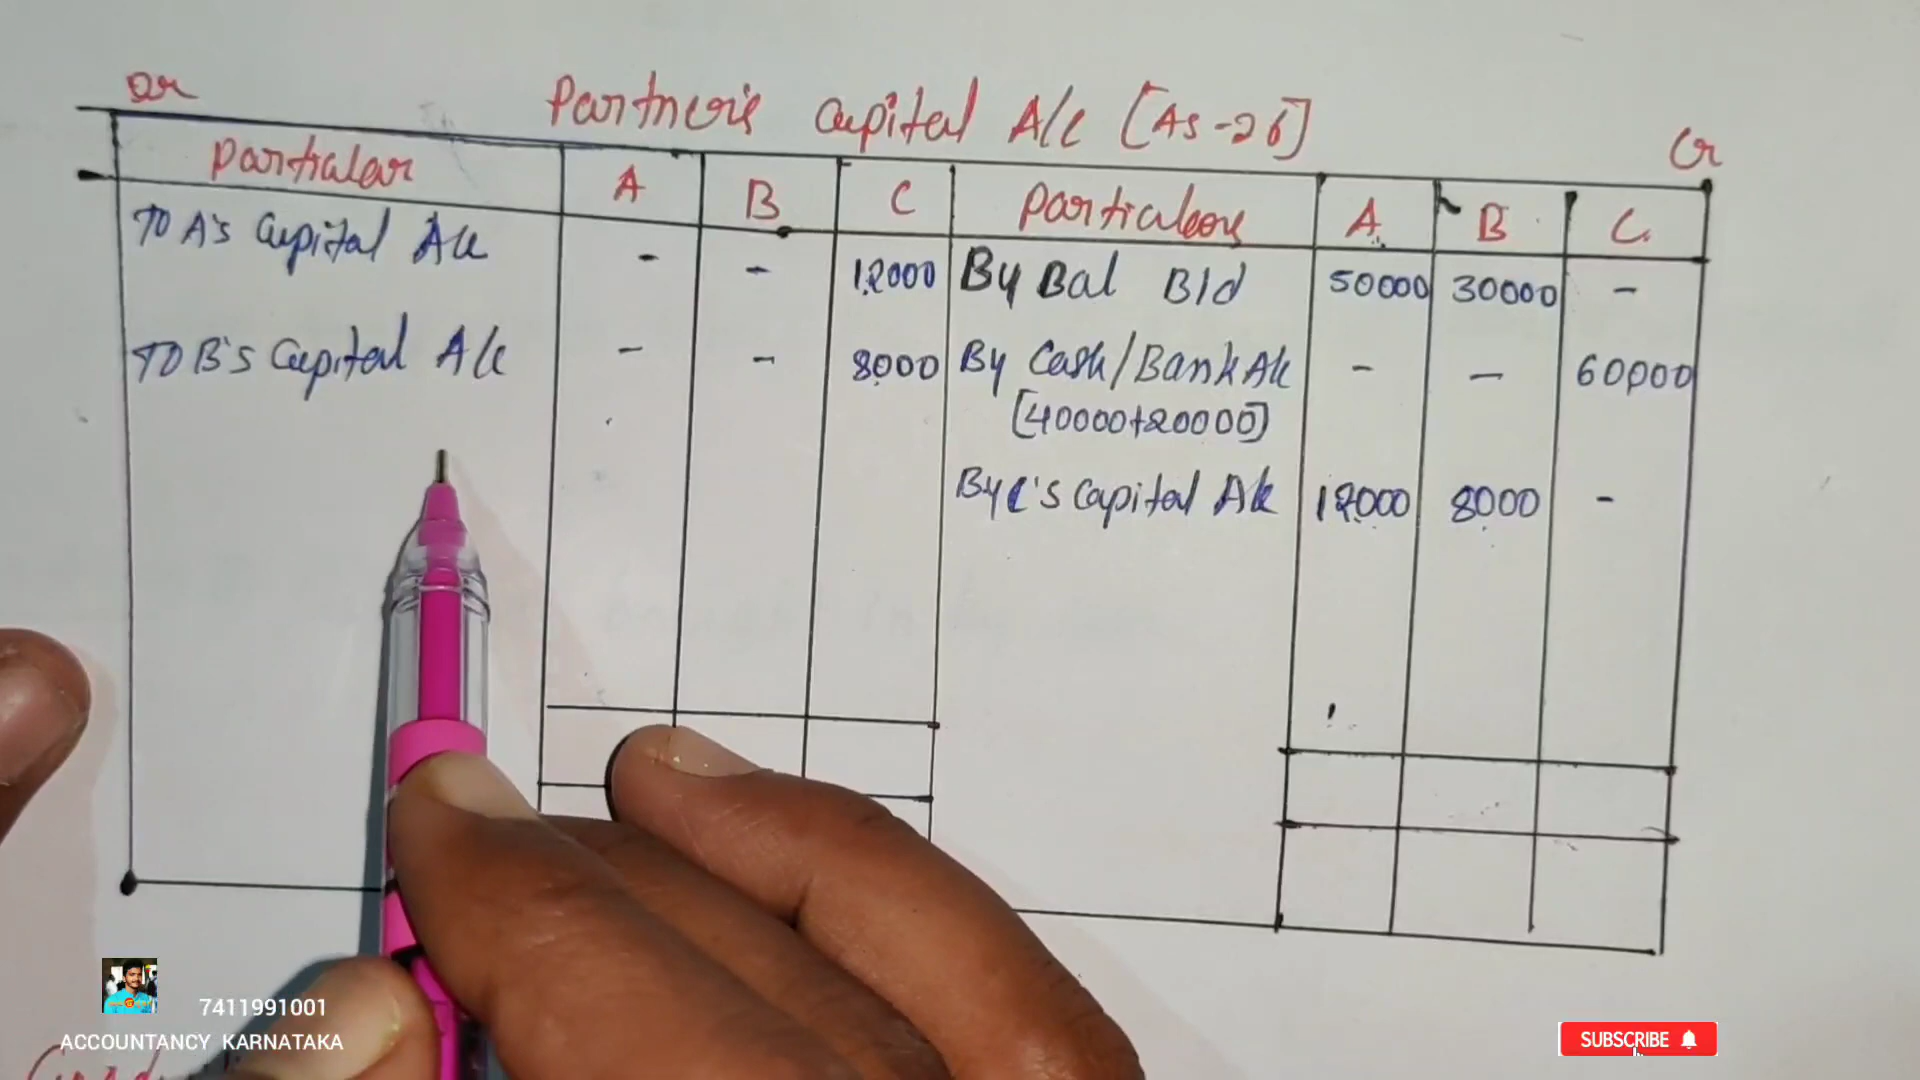 Dr Partner's Capital A/c [AS-26] Cr
Particular A B C Particulars A B C
To A's Capital A/c - - 12000 By Bal B/d 50000 30000 -
To B's Capital A/c - - 8000 By Cash/Bank A/c - - 60000
[40000+20000]
By C's Capital A/c 12000 8000 -
7411991001
ACCOUNTANCY KARNATAKA
SUBSCRIBE